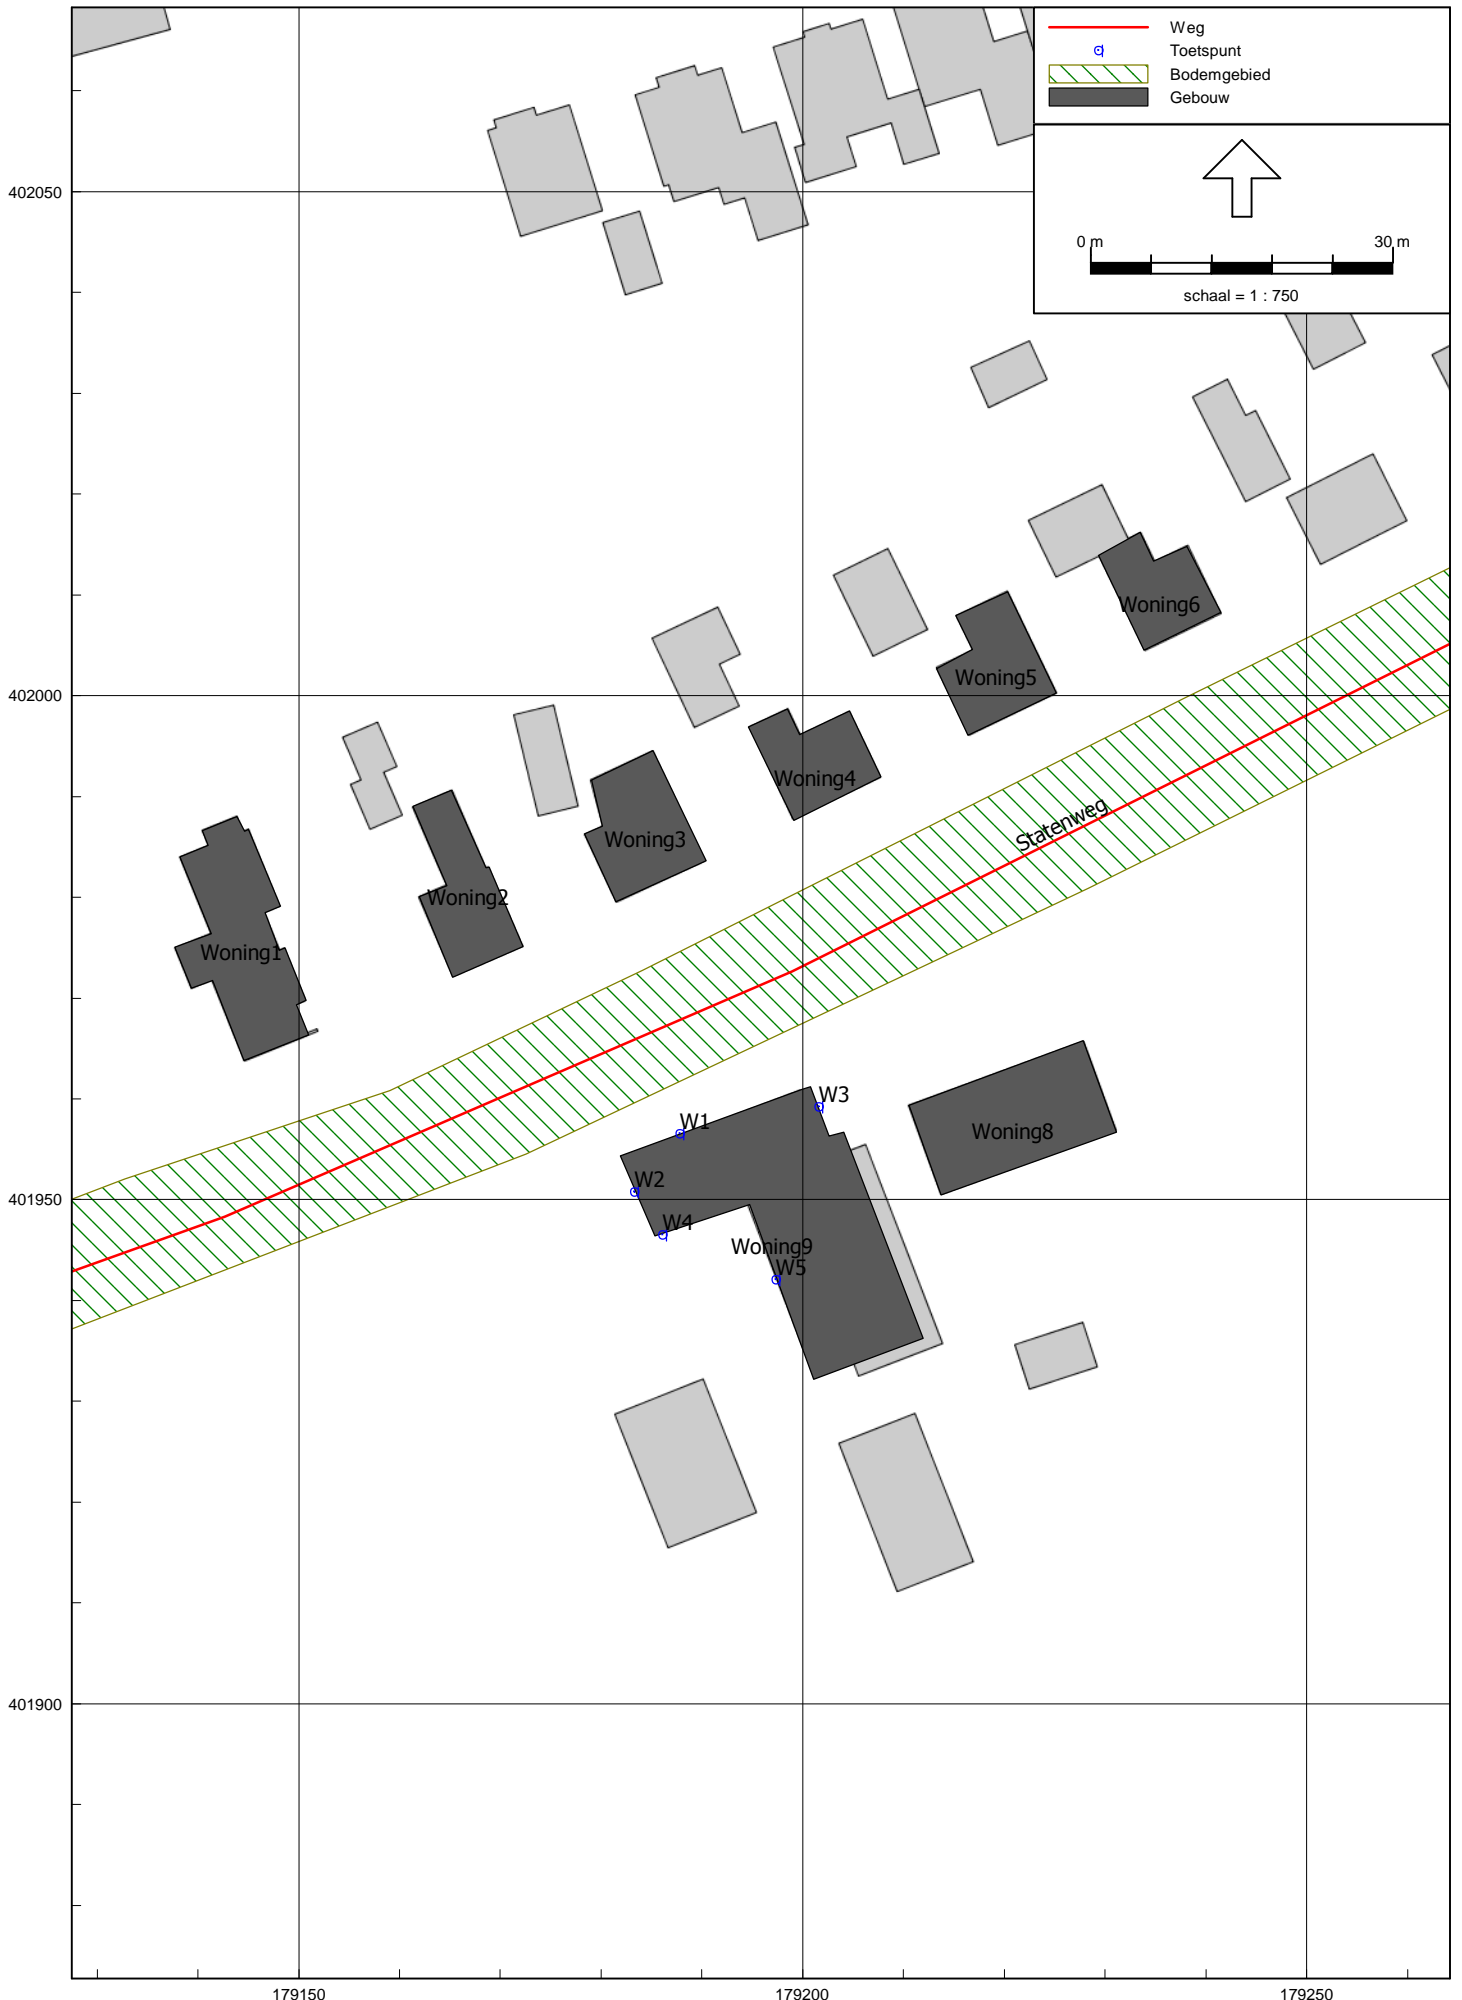 Weg
Toetspunt
Bodemgebied
Gebouw
402050
0 m 30 m
schaal = 1 : 750
Woning6
Woning5
402000
Woning4
Statenweg
Woning3
Woning2
Woning1
W3
W1
Woning8
W2
401950
W4
Woning9
W5
401900
179150 179200 179250